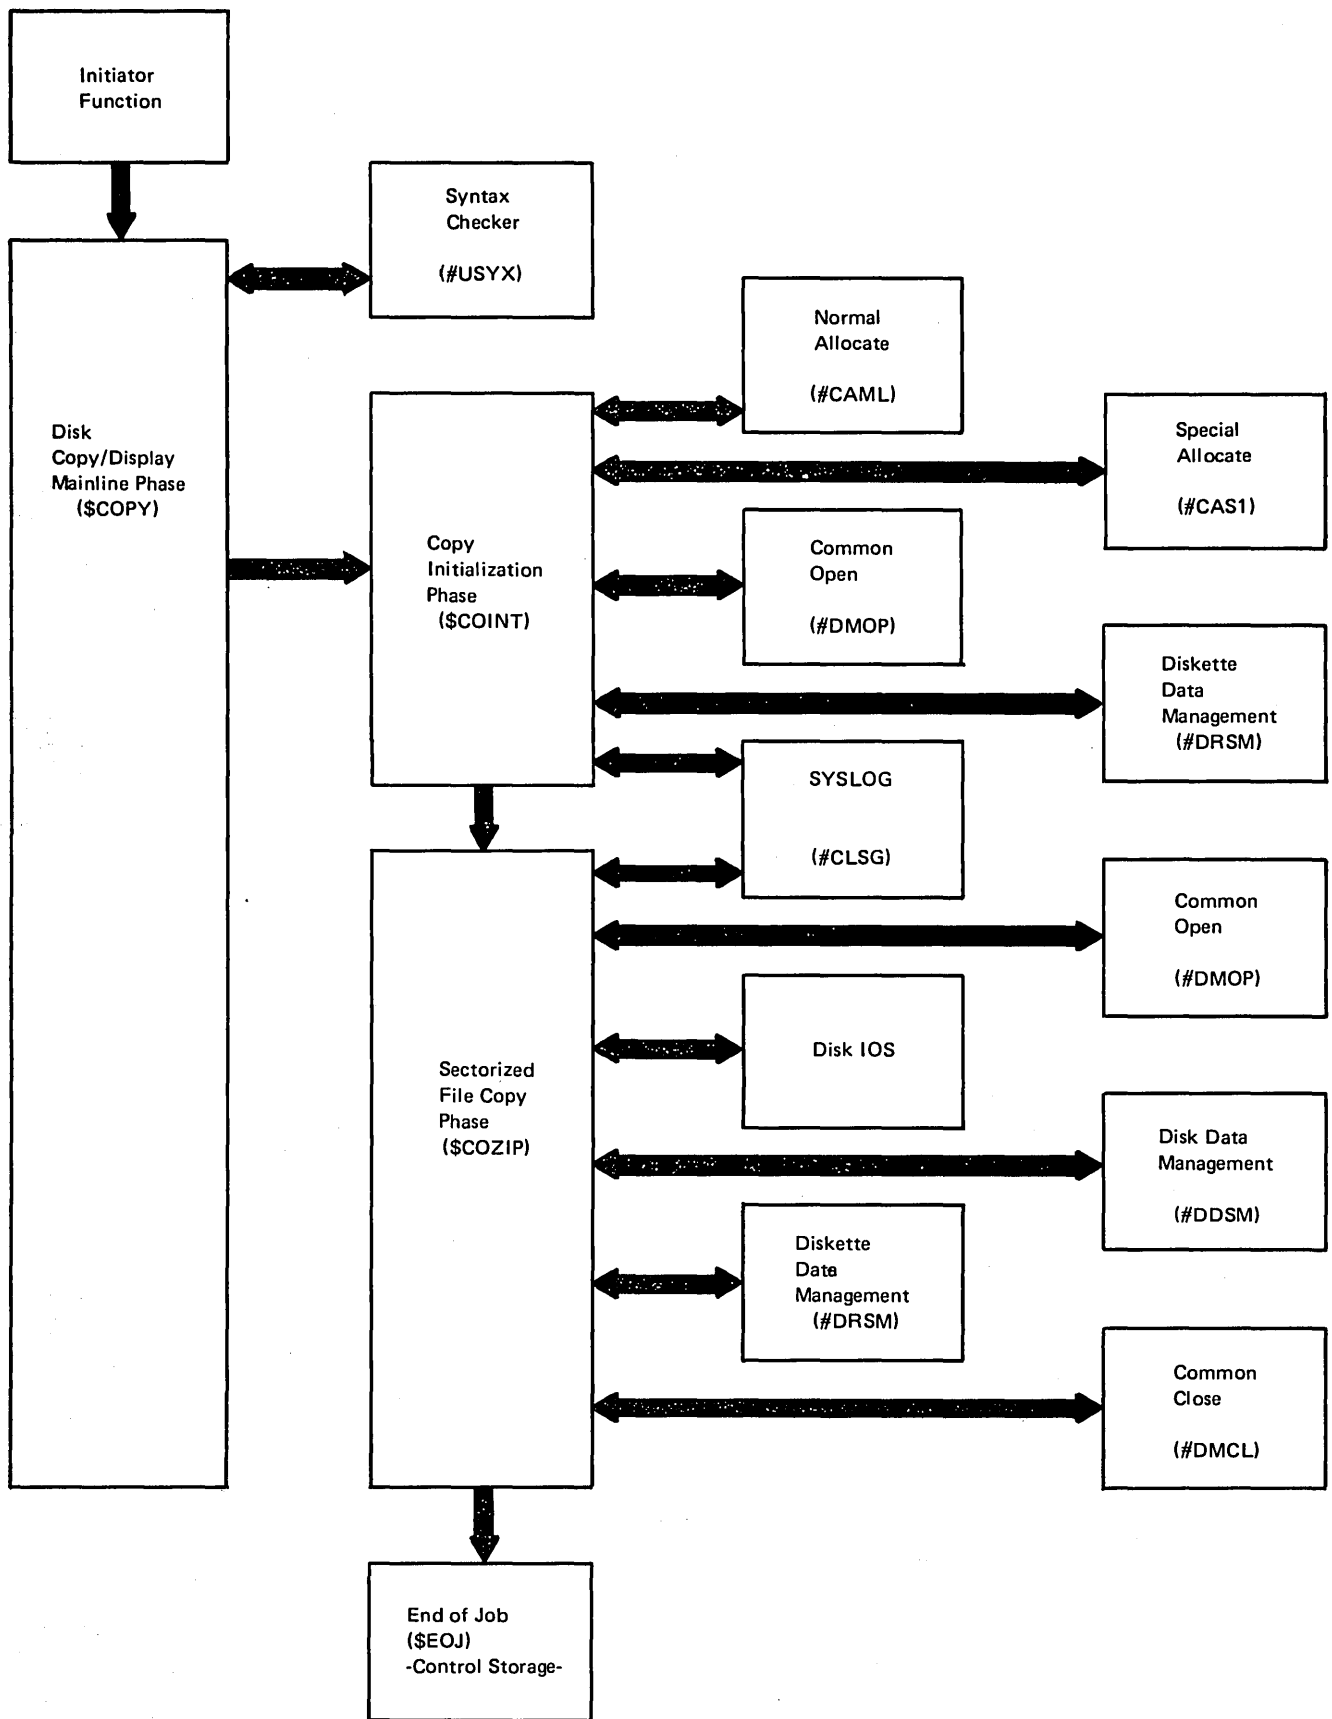 Initiator
Function
Syntax
Checker
(#USYX)
Normal
Allocate
(#CAML)
Disk
Copy/Display
Mainline Phase
($COPY)
Special
Allocate
(#CAS1)
Copy
Initialization
Phase
($COINT)
Common
Open
(#DMOP)
Diskette
Data
Management
(#DRSM)
SYSLOG
(#CLSG)
Common
Open
(#DMOP)
Sectorized
File Copy
Phase
($COZIP)
Disk IOS
Disk Data
Management
(#DDSM)
Diskette
Data
Management
(#DRSM)
Common
Close
(#DMCL)
End of Job
($EOJ)
-Control Storage-